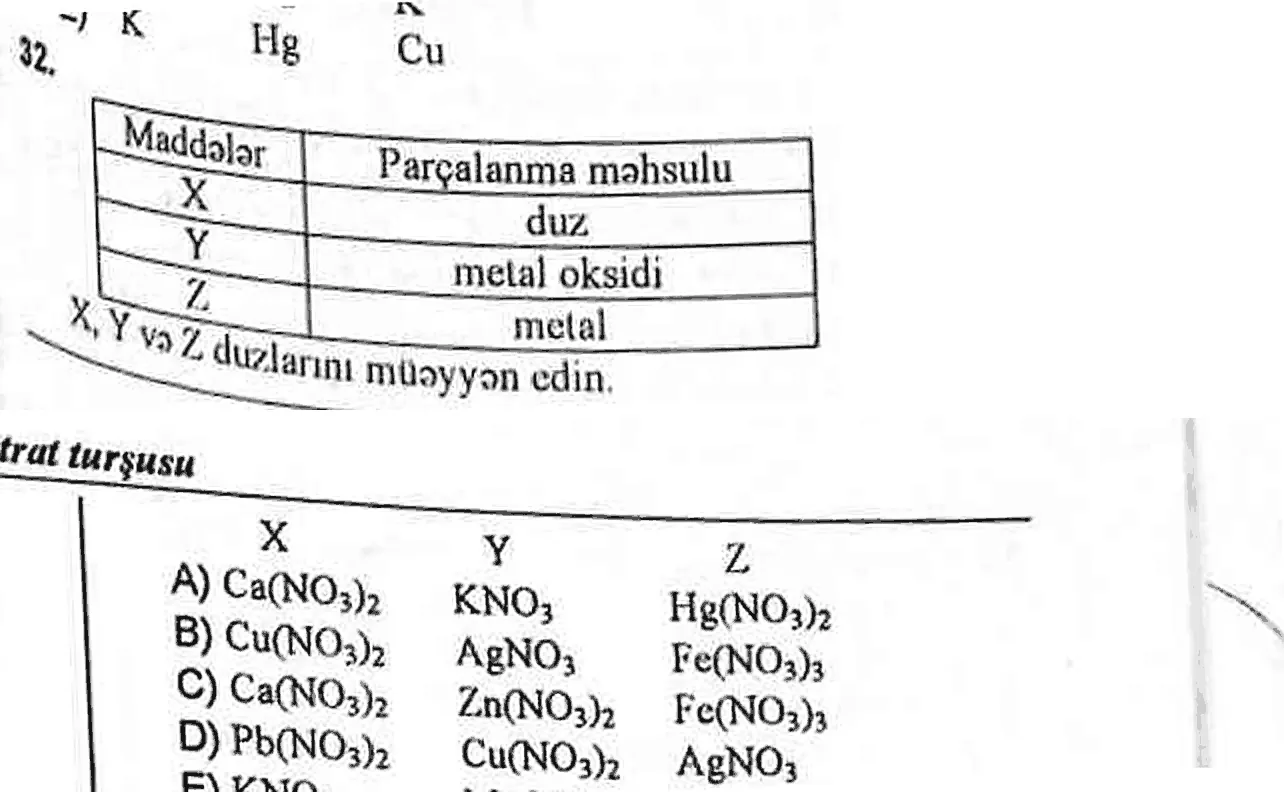 K
Hg Cu
32.
Maddələr Parçalanma məhsulu
X duz
Y metal oksidi
Z metal
X, Y və Z duzlarını müəyyən edin.
trat turşusu
X Y Z
A) Ca(NO₃)₂ KNO₃ Hg(NO₃)₂
B) Cu(NO₃)₂ AgNO₃ Fe(NO₃)₃
C) Ca(NO₃)₂ Zn(NO₃)₂ Fe(NO₃)₃
D) Pb(NO₃)₂ Cu(NO₃)₂ AgNO₃